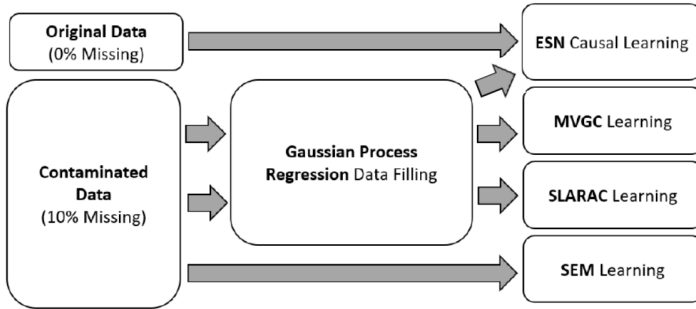 Original Data
(0% Missing)
ESN Causal Learning
Contaminated
Data
(10% Missing)
Gaussian Process
Regression Data Filling
MVGC Learning
SLARAC Learning
SEM Learning